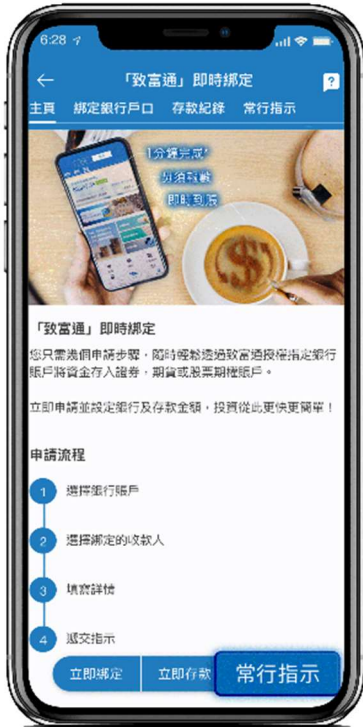 6:28
「致富通」即時綁定
?
主頁 綁定銀行戶口 存款紀錄 常行指示
1分鐘完成*
即時到賬
「致富通」即時綁定
您只需幾個申請步驟，隨時輕鬆透過致富通授權指定銀行
賬戶將資金存入證券，期貨或股票期權賬戶。
立即申請並設定銀行及存款金額，投資從此更快更簡單！
申請流程
1 選擇銀行賬戶
2 選擇綁定的收款人
3 填寫詳情
4 遞交指示
立即綁定 立即存款 常行指示